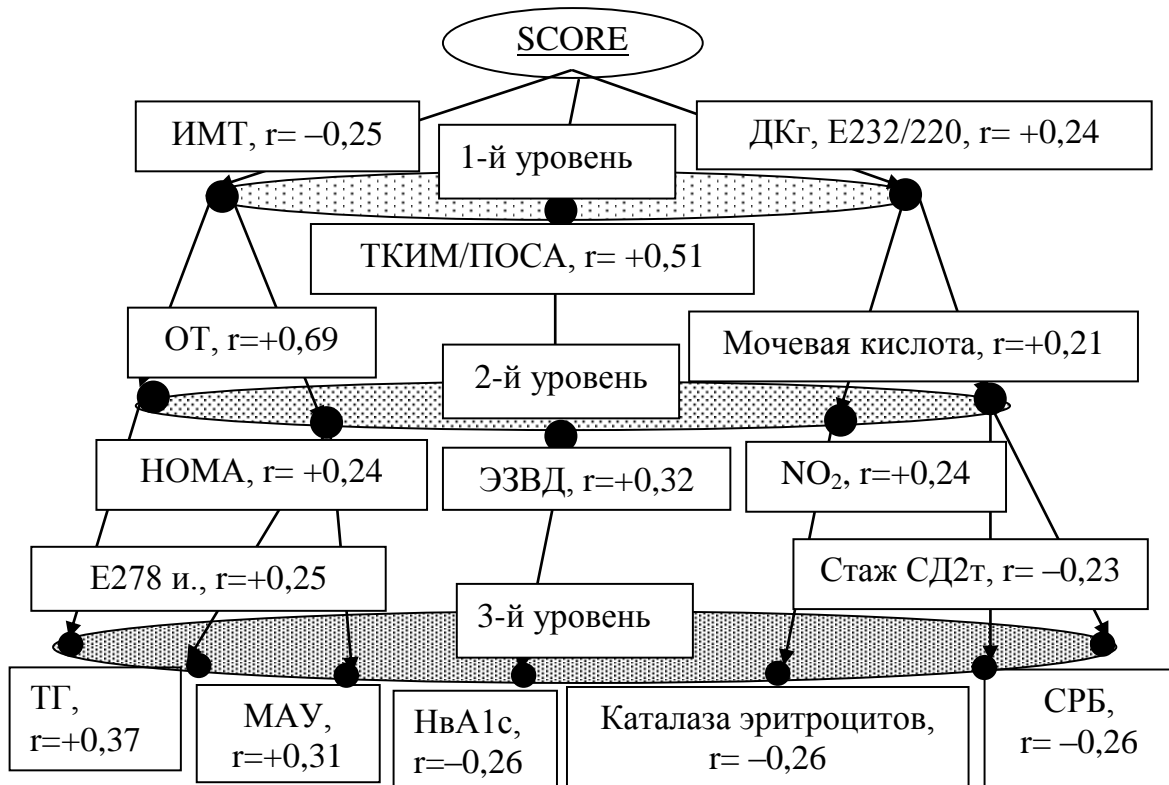 SCORE
ИМТ, r= –0,25
ДКг, Е232/220, r= +0,24
1-й уровень
ТКИМ/ПОСА, r= +0,51
ОТ, r=+0,69
Мочевая кислота, r=+0,21
2-й уровень
НОМА, r= +0,24
ЭЗВД, r=+0,32
NO₂, r=+0,24
Е278 и., r=+0,25
Стаж СД2т, r= –0,23
3-й уровень
ТГ,
r=+0,37
МАУ,
r=+0,31
НвА1с,
r=–0,26
Каталаза эритроцитов,
r= –0,26
СРБ,
r= –0,26